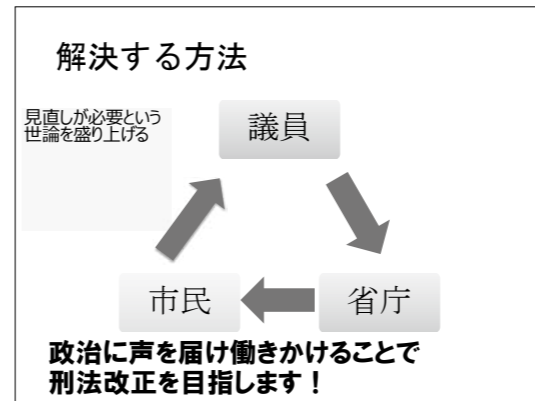 解決する方法
見直しが必要という
世論を盛り上げる
議員
市民
省庁
政治に声を届け働きかけることで
刑法改正を目指します！